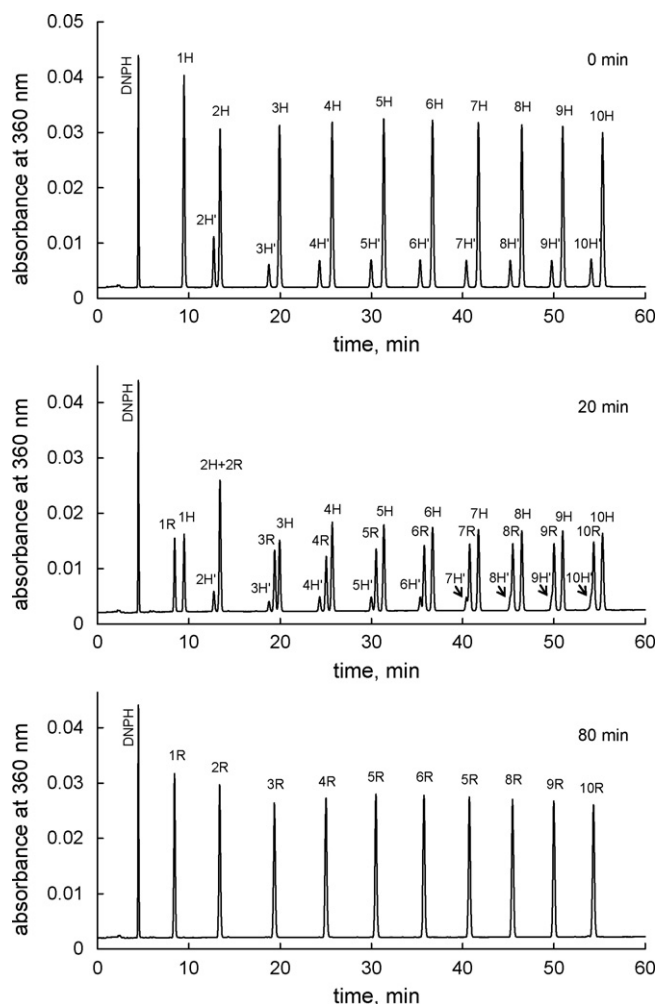 0.05
0.04
0.03
0.02
0.01
0
absorbance at 360 nm
DNPH
1H
2H'
2H
3H'
3H
4H'
4H
5H'
5H
6H'
6H
7H'
7H
8H'
8H
9H'
9H
10H'
10H
0 min
0 10 20 30 40 50 60
time, min
0.04
0.03
0.02
0.01
0
absorbance at 360 nm
DNPH
1R
1H
2H'
2H+2R
3H'
3R
3H
4H'
4R
4H
5H'
5R
5H
6H'
6R
6H
7H'
7R
7H
8H'
8R
8H
9H'
9R
9H
10H'
10R
10H
20 min
0 10 20 30 40 50 60
time, min
0.04
0.03
0.02
0.01
0
absorbance at 360 nm
DNPH
1R
2R
3R
4R
5R
6R
5R
8R
9R
10R
80 min
0 10 20 30 40 50 60
time, min